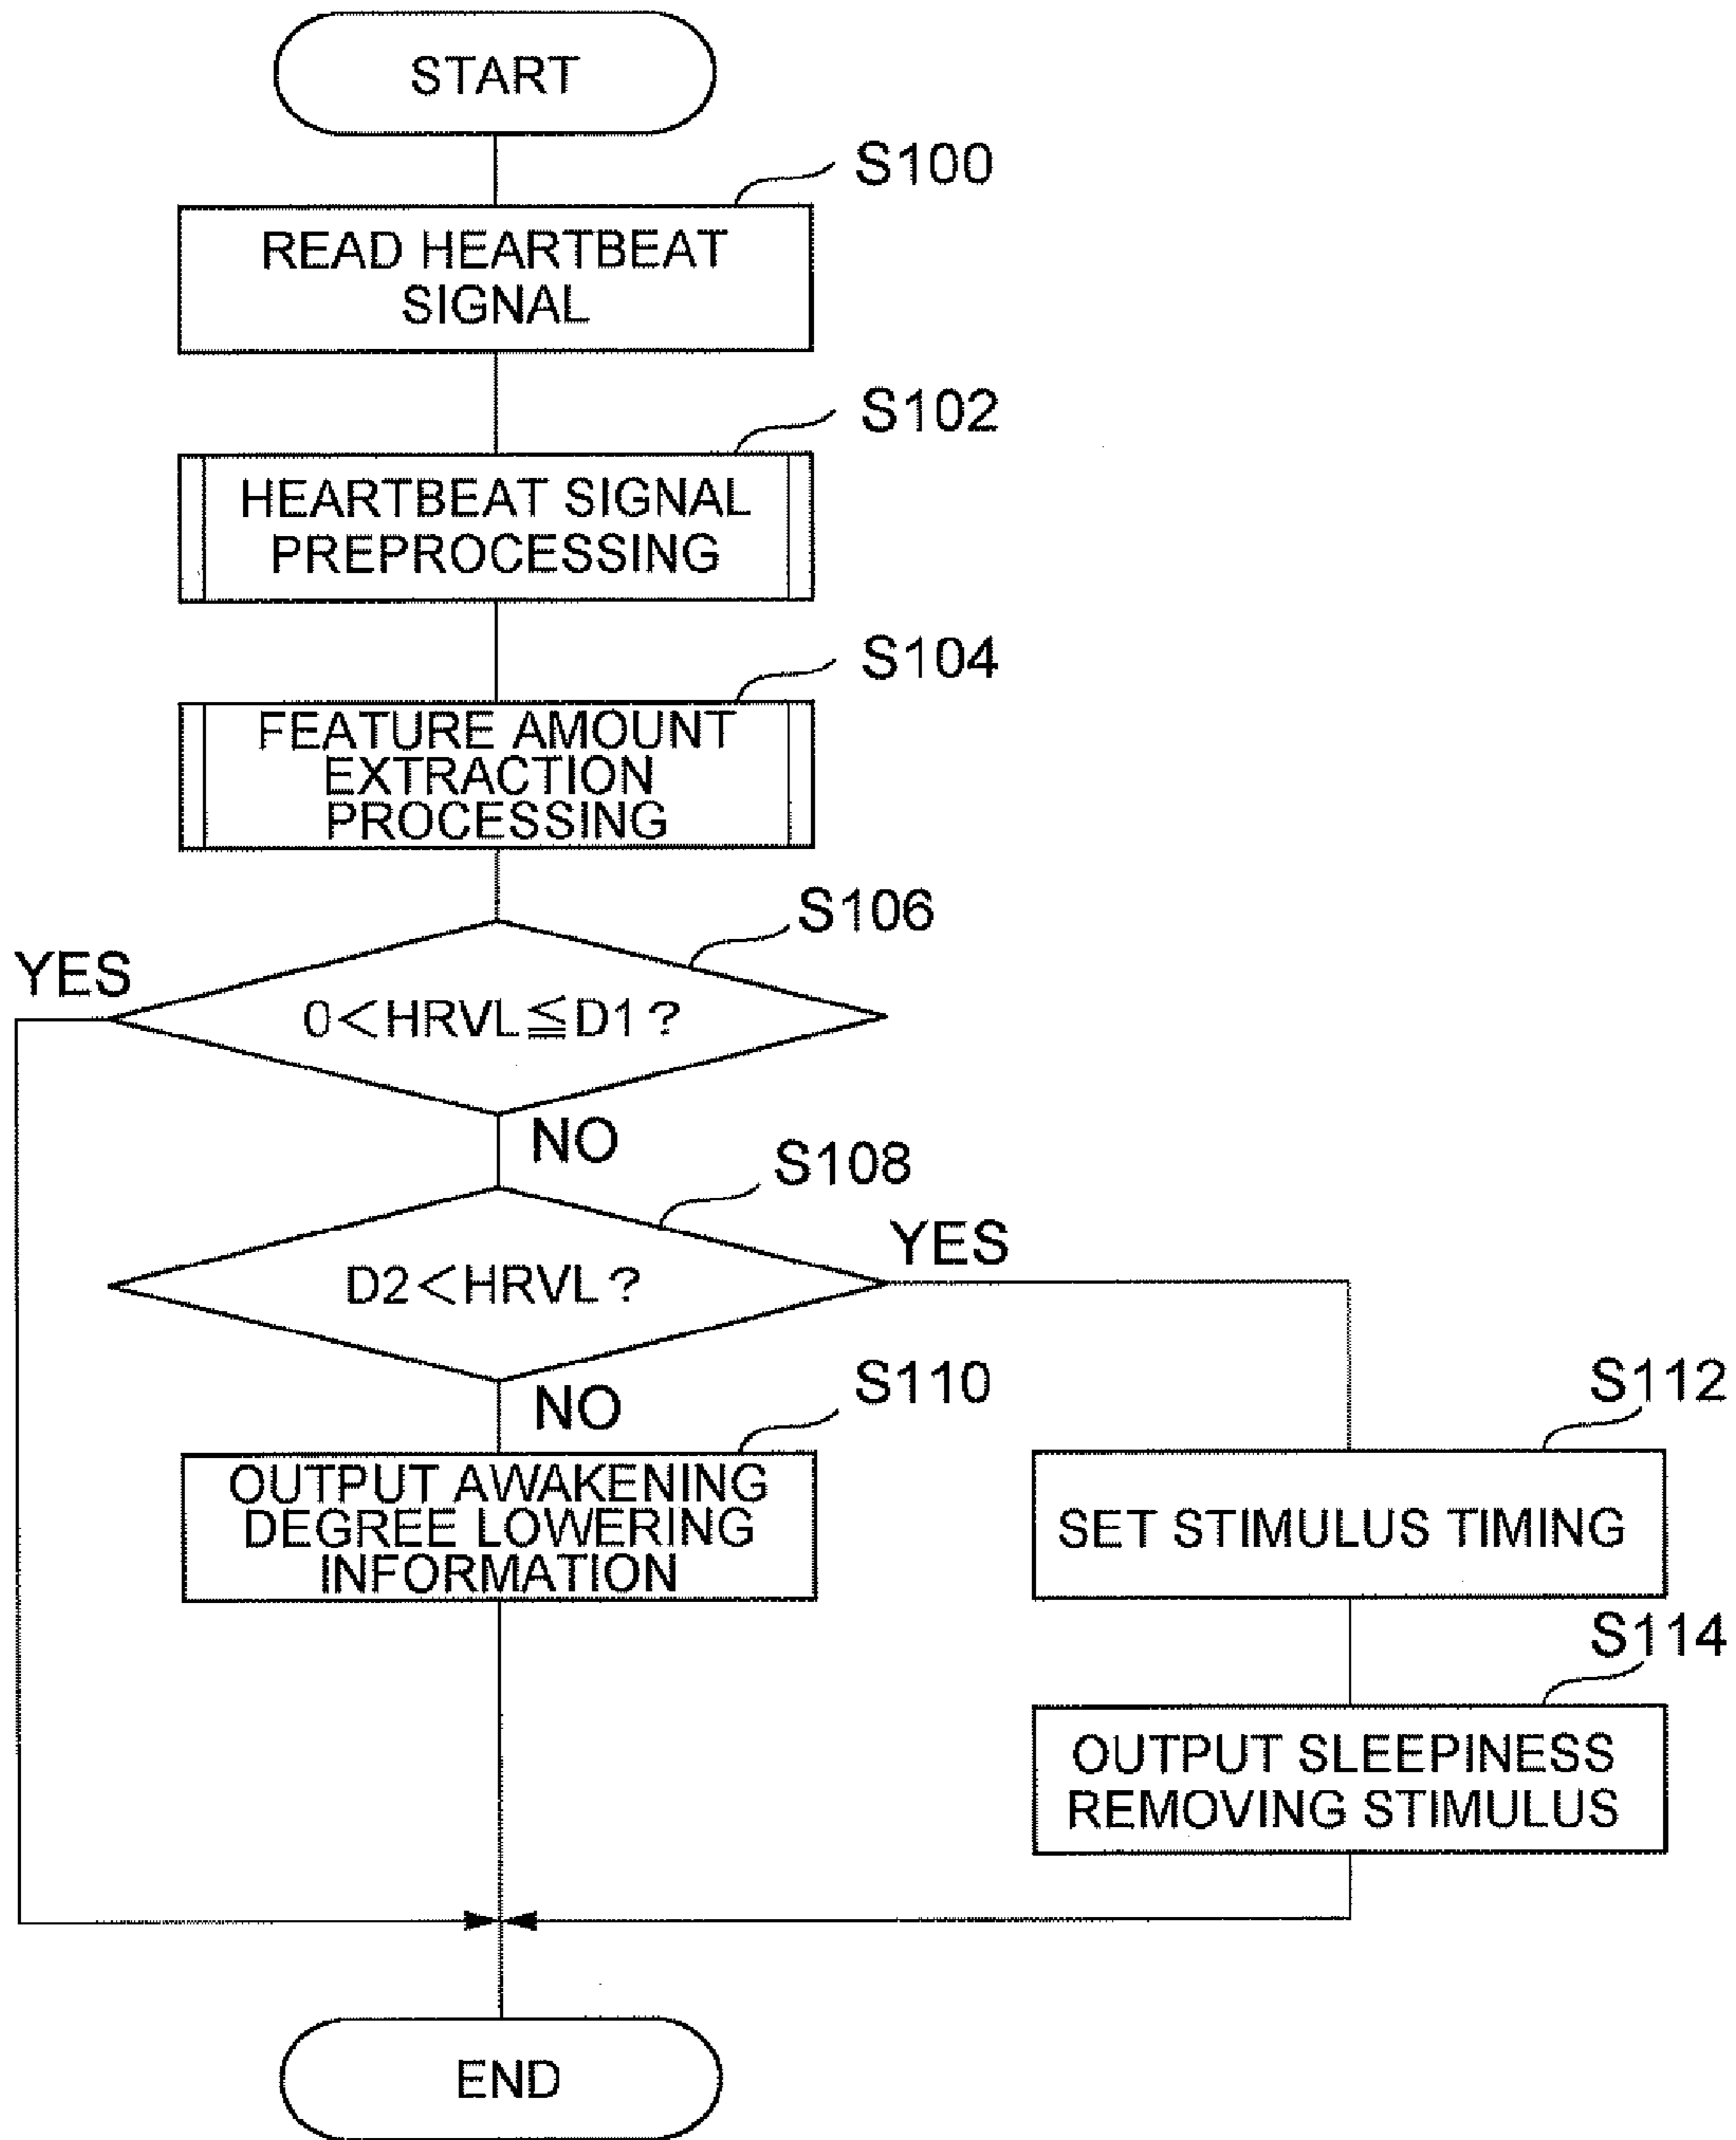 START
S100
READ HEARTBEAT
SIGNAL
S102
HEARTBEAT SIGNAL
PREPROCESSING
S104
FEATURE AMOUNT
EXTRACTION
PROCESSING
S106
YES
0<HRVL≦D1?
NO
S108
YES
D2<HRVL?
NO
S110
OUTPUT AWAKENING
DEGREE LOWERING
INFORMATION
S112
SET STIMULUS TIMING
S114
OUTPUT SLEEPINESS
REMOVING STIMULUS
END